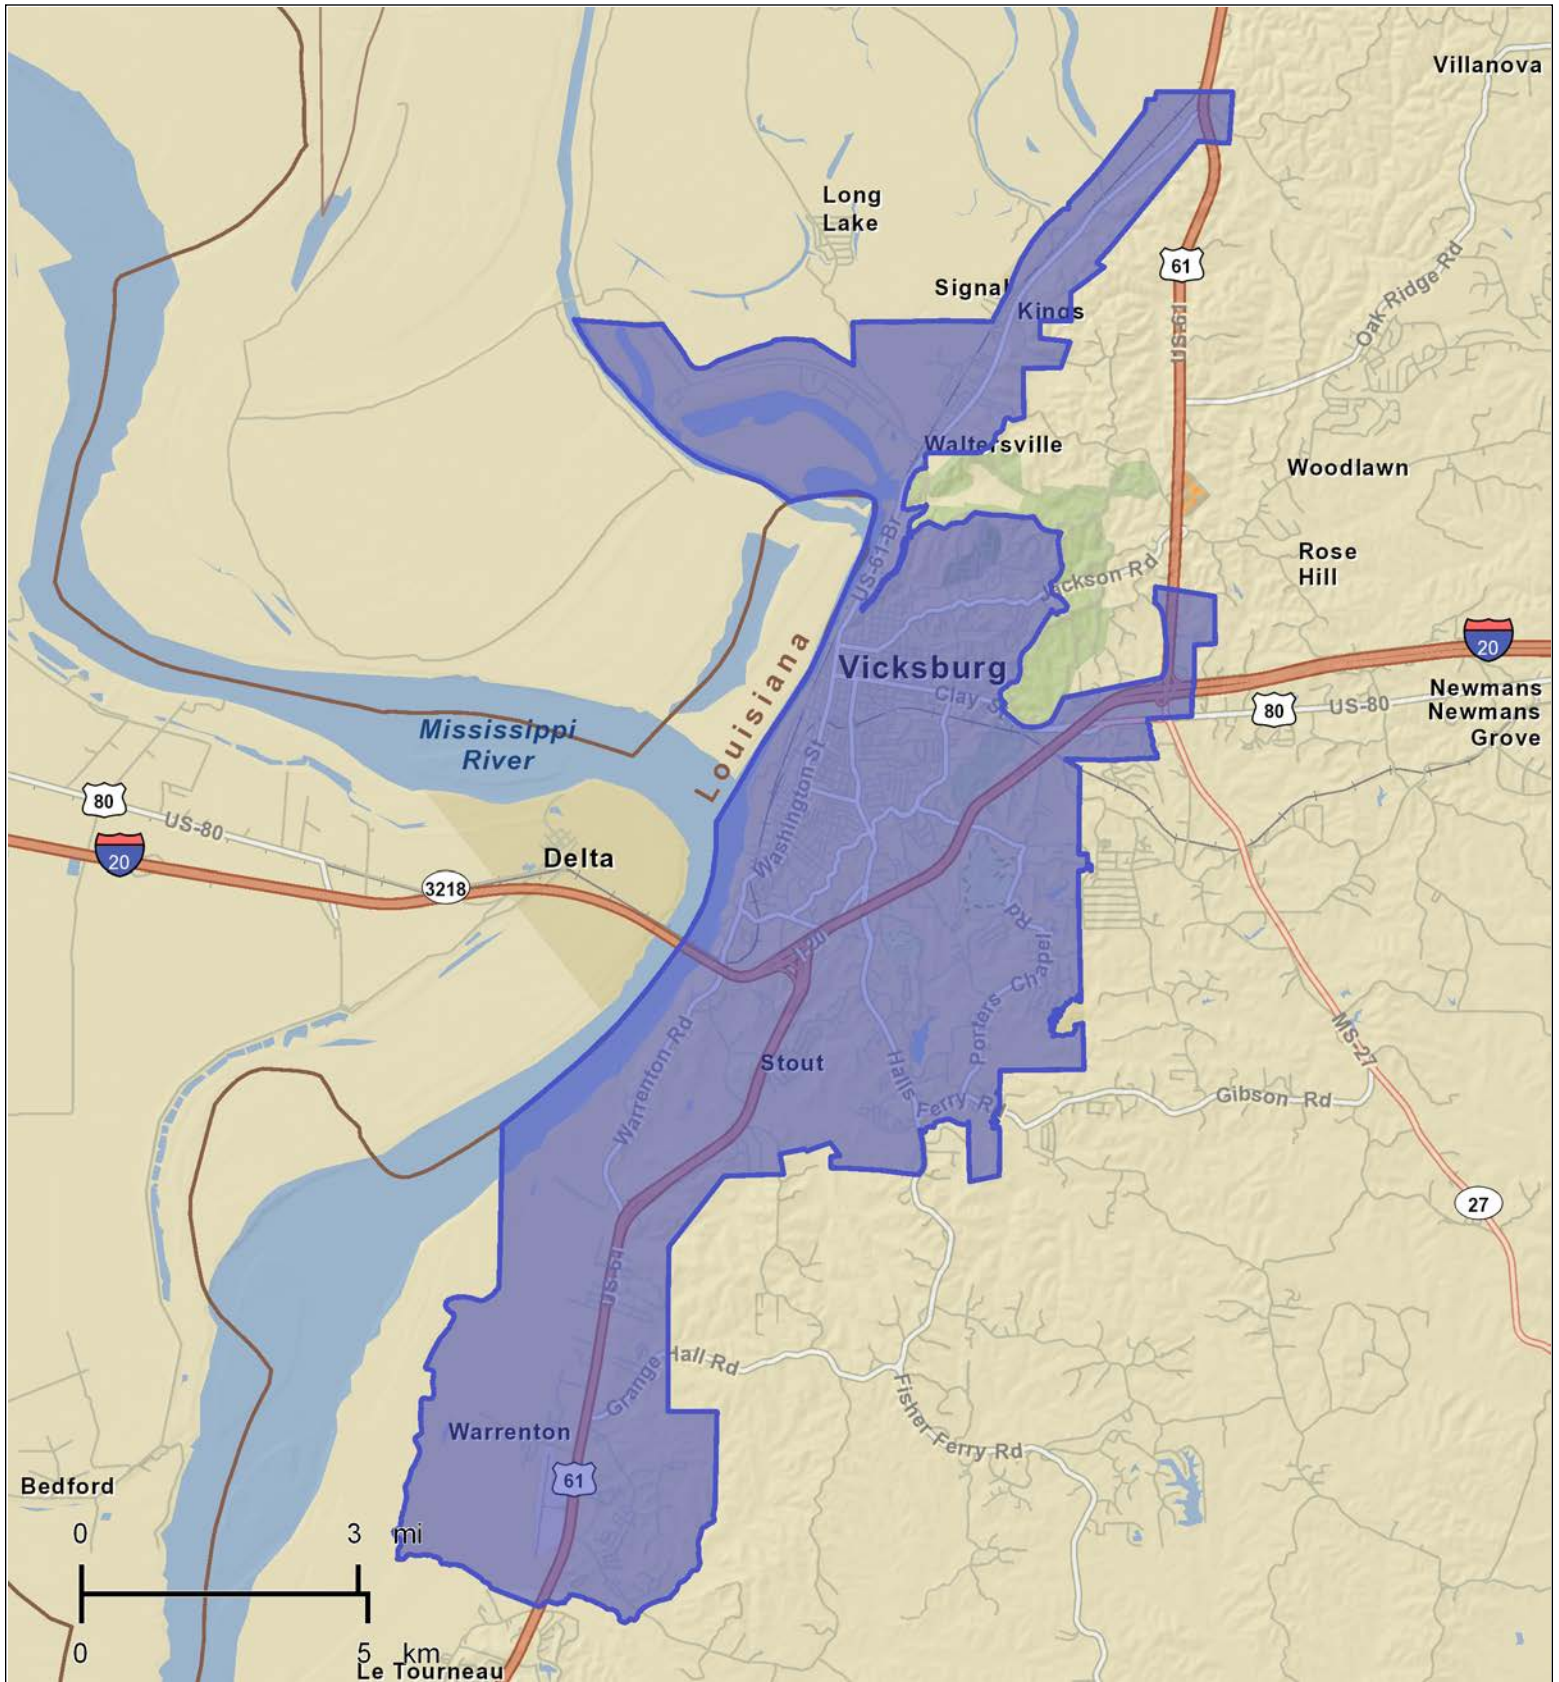 Villanova
Long
Lake
61
Signal
Kings
US-61
Oak Ridge Rd
Waltersville
Woodlawn
US-61-Br
Rose
Hill
Jackson Rd
20
Louisiana
Vicksburg
Clay St
Newmans
80
US-80
Newmans
Grove
Mississippi
River
80
US-80
20
Washington St
Delta
3218
Rd
I-20
Porters Chapel
Warrenton Rd
MS-27
Stout
Halls
Ferry Rd
Gibson Rd
27
US-61
Grange Hall Rd
Fisher Ferry Rd
Warrenton
61
Bedford
0 3 mi
0 5 km
Le Tourneau